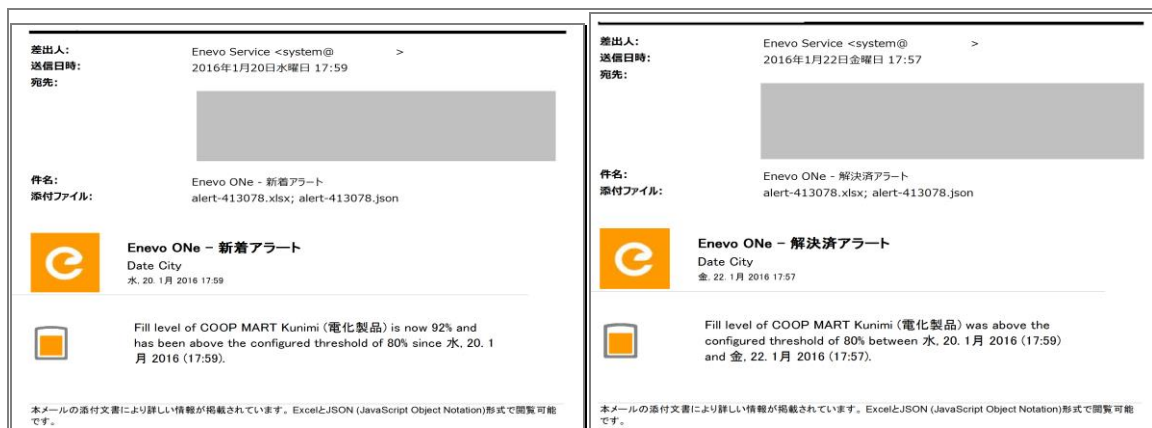 差出人: Enevo Service <system@ >
送信日時: 2016年1月20日水曜日 17:59
宛先:
件名: Enevo ONe - 新着アラート
添付ファイル: alert-413078.xlsx; alert-413078.json
Enevo ONe – 新着アラート
Date City
水, 20. 1月 2016 17:59
Fill level of COOP MART Kunimi (電化製品) is now 92% and
has been above the configured threshold of 80% since 水, 20. 1
月 2016 (17:59).
本メールの添付文書により詳しい情報が掲載されています。ExcelとJSON (JavaScript Object Notation)形式で閲覧可能
です。
差出人: Enevo Service <system@ >
送信日時: 2016年1月22日金曜日 17:57
宛先:
件名: Enevo ONe - 解決済アラート
添付ファイル: alert-413078.xlsx; alert-413078.json
Enevo ONe – 解決済アラート
Date City
金, 22. 1月 2016 17:57
Fill level of COOP MART Kunimi (電化製品) was above the
configured threshold of 80% between 水, 20. 1月 2016 (17:59)
and 金, 22. 1月 2016 (17:57).
本メールの添付文書により詳しい情報が掲載されています。ExcelとJSON (JavaScript Object Notation)形式で閲覧可能
です。